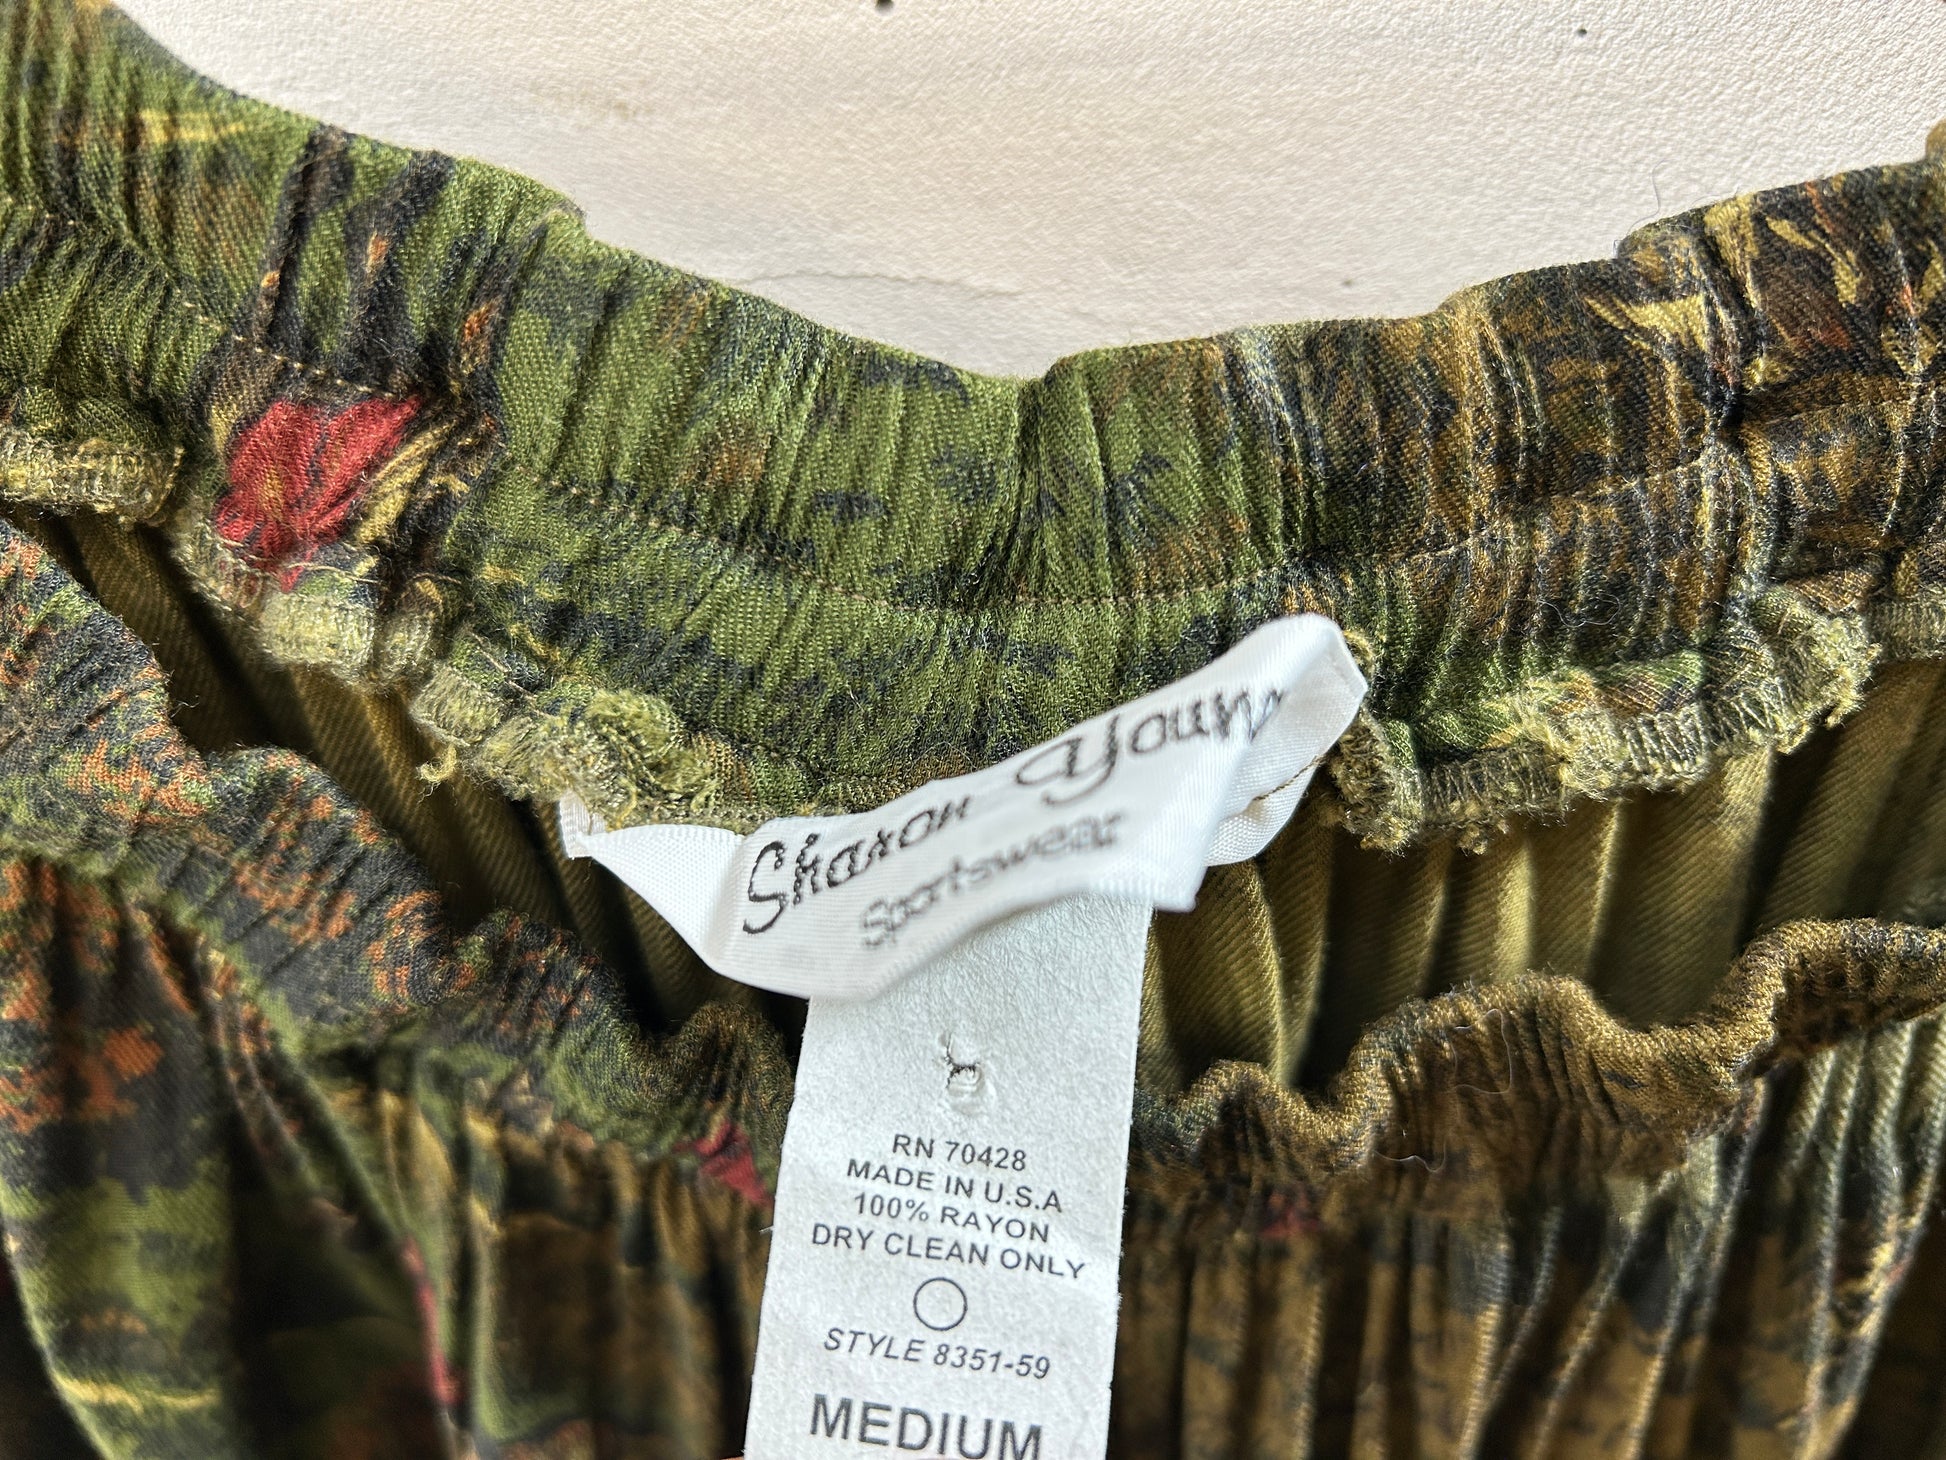 Sharon Young
Sportswear
RN 70428
MADE IN U.S.A
100% RAYON
DRY CLEAN ONLY
STYLE 8351-59
MEDIUM